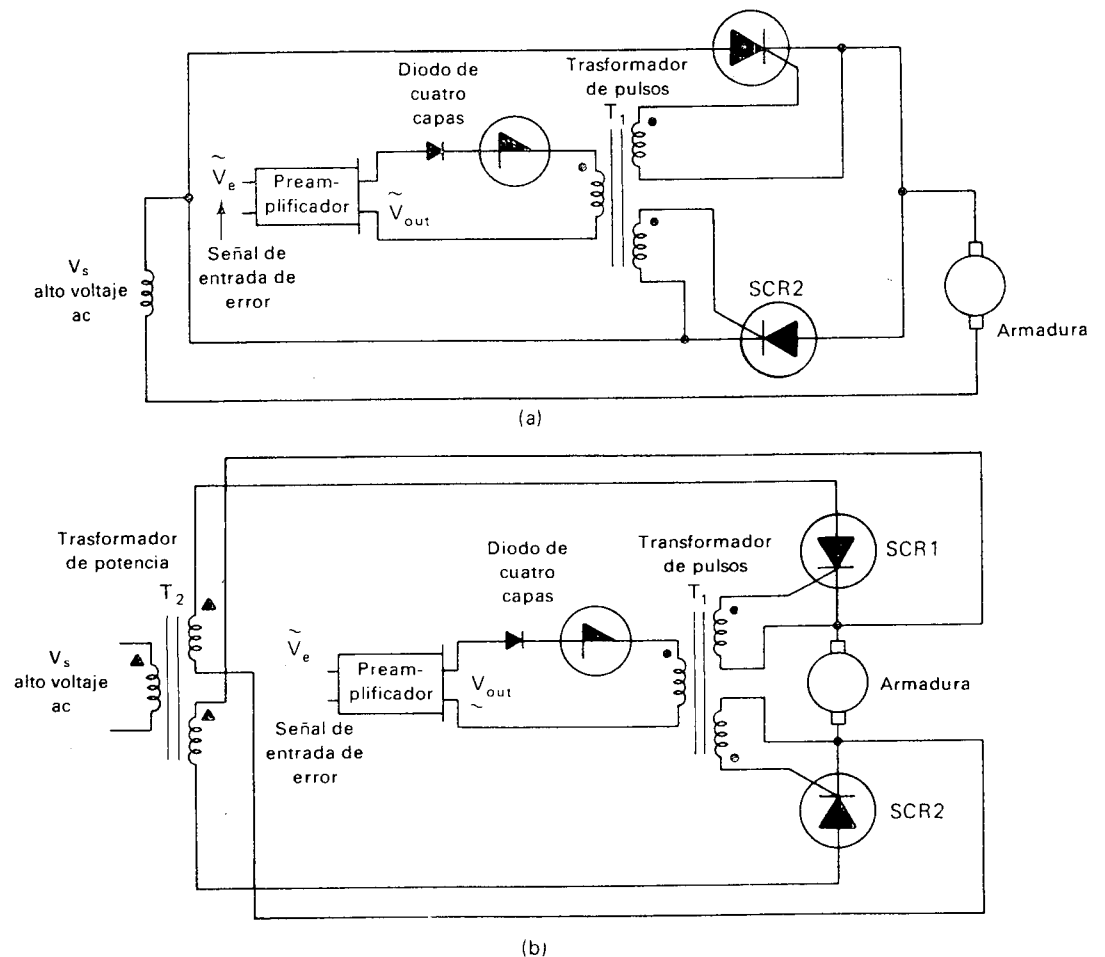 Diodo de
cuatro
capas
Trasformador
de pulsos
T1
Ṽe
Pream-
plificador
Ṽout
Señal de
entrada de
error
Vs
alto voltaje
ac
SCR2
Armadura
(a)
Trasformador
de potencia
T2
Diodo de
cuatro
capas
Transformador
de pulsos
T1
SCR1
Ṽe
Vs
alto voltaje
ac
Pream-
plificador
Vout
~
Armadura
Señal de
entrada de
error
SCR2
(b)